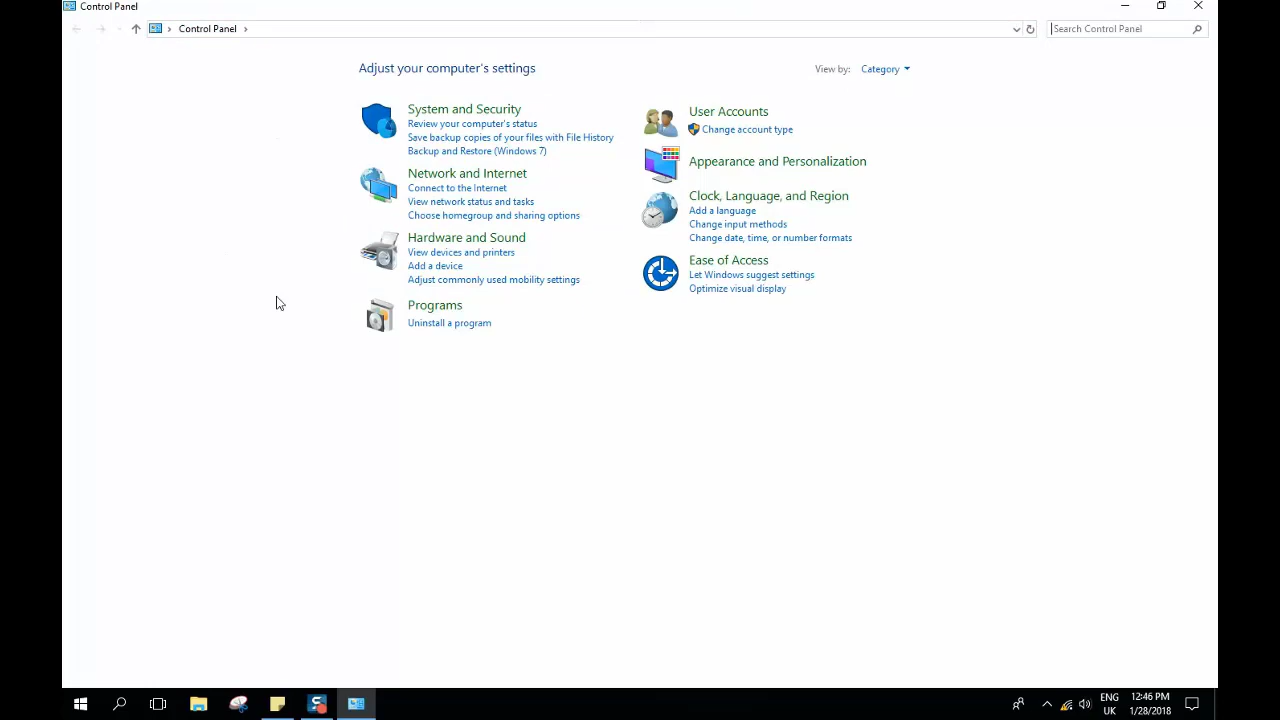 Control Panel
Control Panel
Search Control Panel
Adjust your computer's settings
View by: Category
System and Security
Review your computer's status
Save backup copies of your files with File History
Backup and Restore (Windows 7)
Network and Internet
Connect to the Internet
View network status and tasks
Choose homegroup and sharing options
Hardware and Sound
View devices and printers
Add a device
Adjust commonly used mobility settings
Programs
Uninstall a program
User Accounts
Change account type
Appearance and Personalization
Clock, Language, and Region
Add a language
Change input methods
Change date, time, or number formats
Ease of Access
Let Windows suggest settings
Optimize visual display
ENG
UK
12:46 PM
1/28/2018